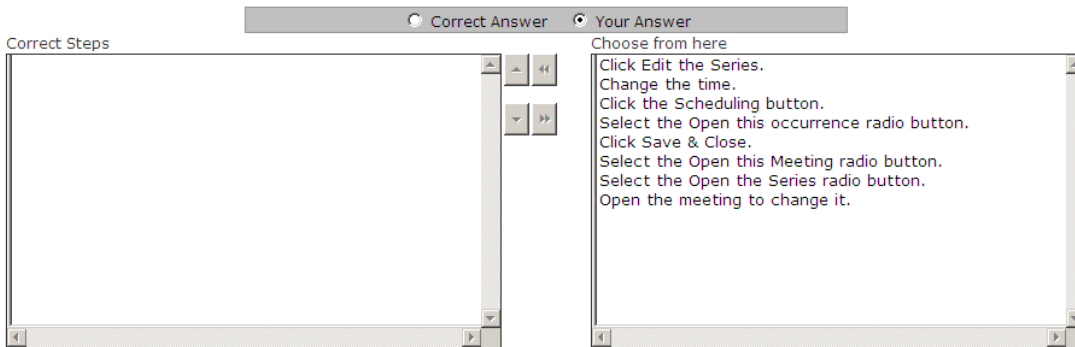 Correct Answer Your Answer
Correct Steps
Choose from here
Click Edit the Series.
Change the time.
Click the Scheduling button.
Select the Open this occurrence radio button.
Click Save & Close.
Select the Open this Meeting radio button.
Select the Open the Series radio button.
Open the meeting to change it.